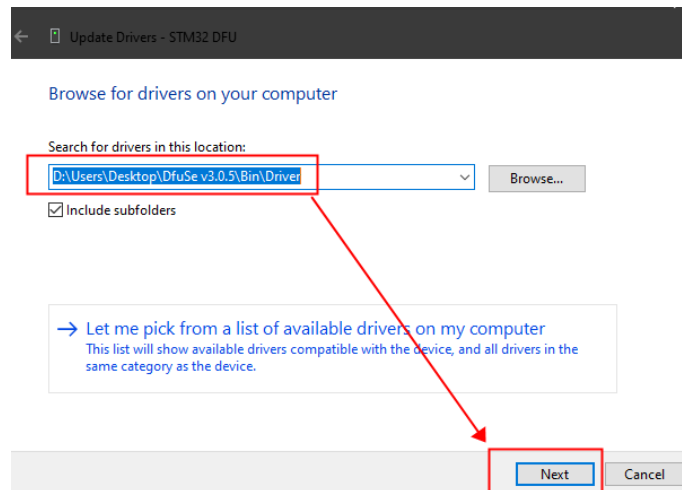 Update Drivers - STM32 DFU
Browse for drivers on your computer
Search for drivers in this location:
D:\Users\Desktop\DfuSe v3.0.5\Bin\Driver
Browse...
Include subfolders
Let me pick from a list of available drivers on my computer
This list will show available drivers compatible with the device, and all drivers in the
same category as the device.
Next
Cancel